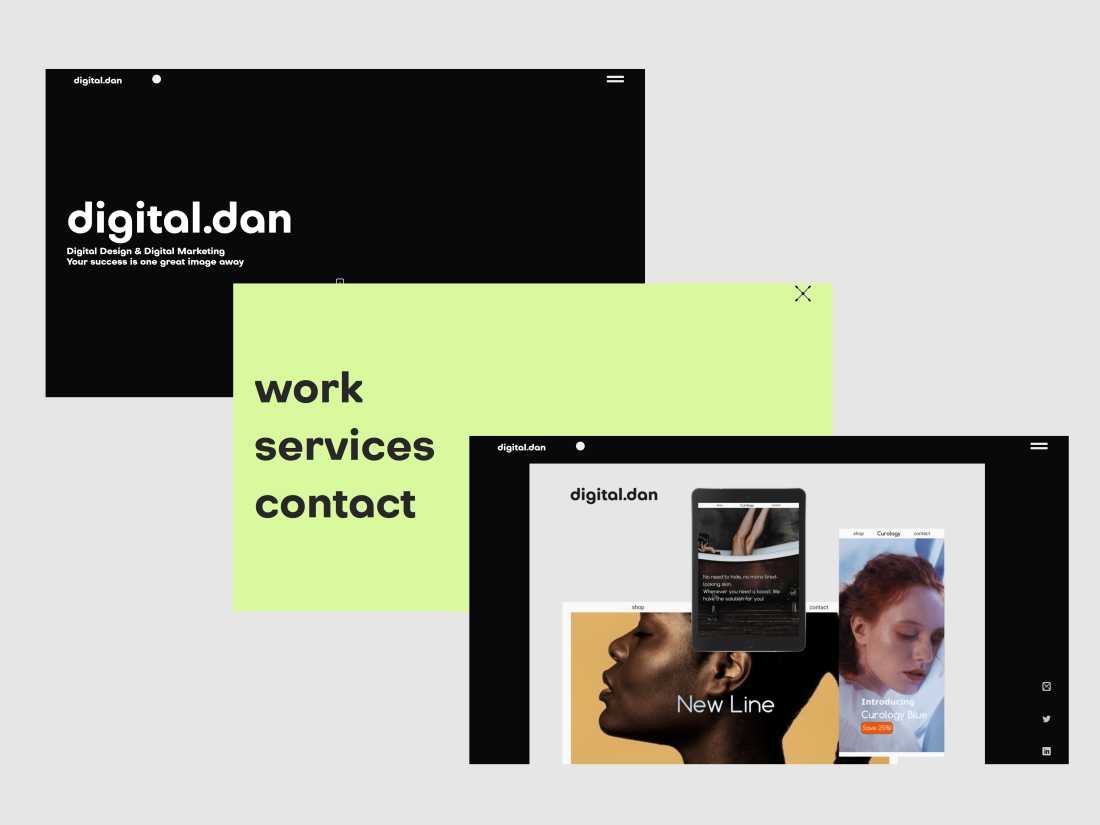 digital.dan
digital.dan
Digital Design & Digital Marketing
Your success is one great image away
work
services
contact
digital.dan
digital.dan
shop Curology contact
No need to hide, no more tired-
looking skin.
Whenever you need a boost. We
have the solution for you!
shop Curology contact
Introducing
Curology Blue
Save 25%!
shop contact
New Line
in